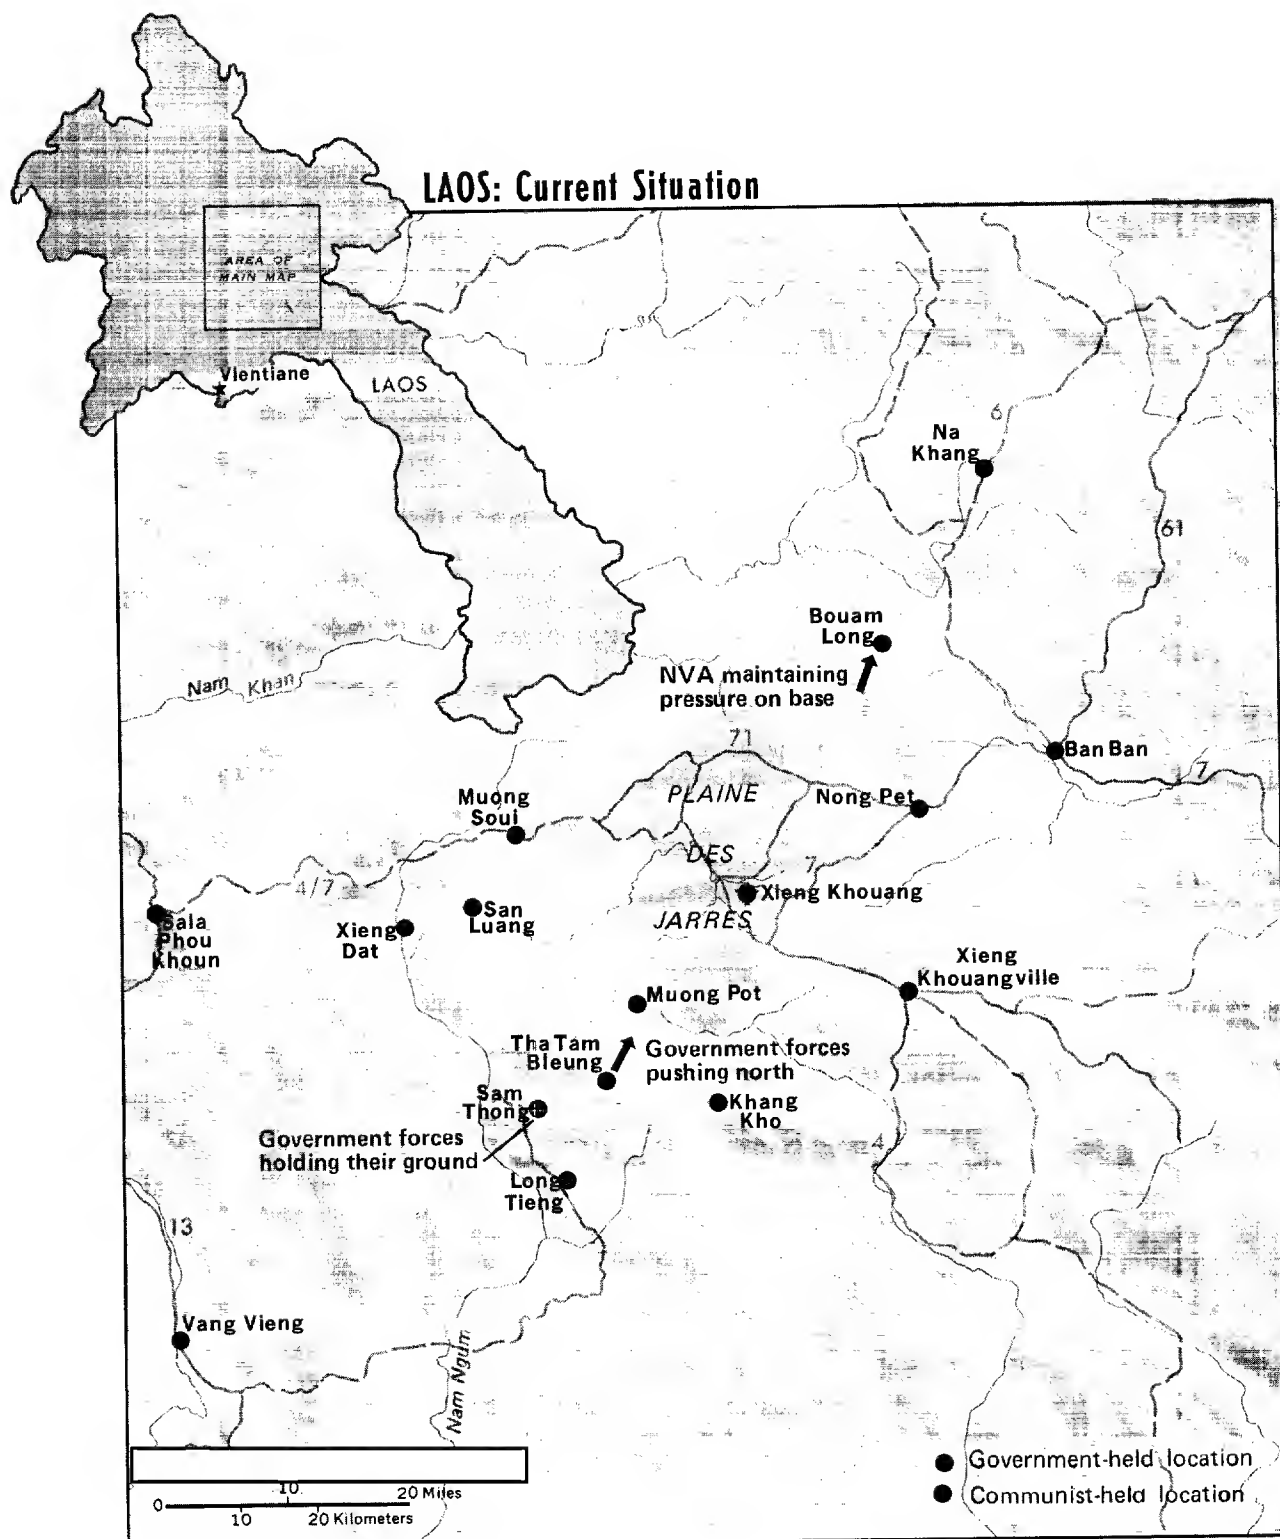 LAOS: Current Situation
AREA OF
MAIN MAP
Vientiane
LAOS
6
Na
Khang
61
Bouam
Long
NVA maintaining
pressure on base
Nam Khan
71
Ban Ban
7
PLAINE
Nong Pet
Muong
Soui
DES
7
4/7
Xieng Khouang
JARRES
San
Luang
Sala
Phou
Khoun
Xieng
Dat
Xieng
Khouangville
Muong Pot
Tha Tam
Bleung
Government forces
pushing north
Sam
Thong
Khang
Kho
Government forces
holding their ground
4
Long
Tieng
13
Vang Vieng
Nam Ngum
Government-held location
Communist-held location
10
20 Miles
0
10
20 Kilometers